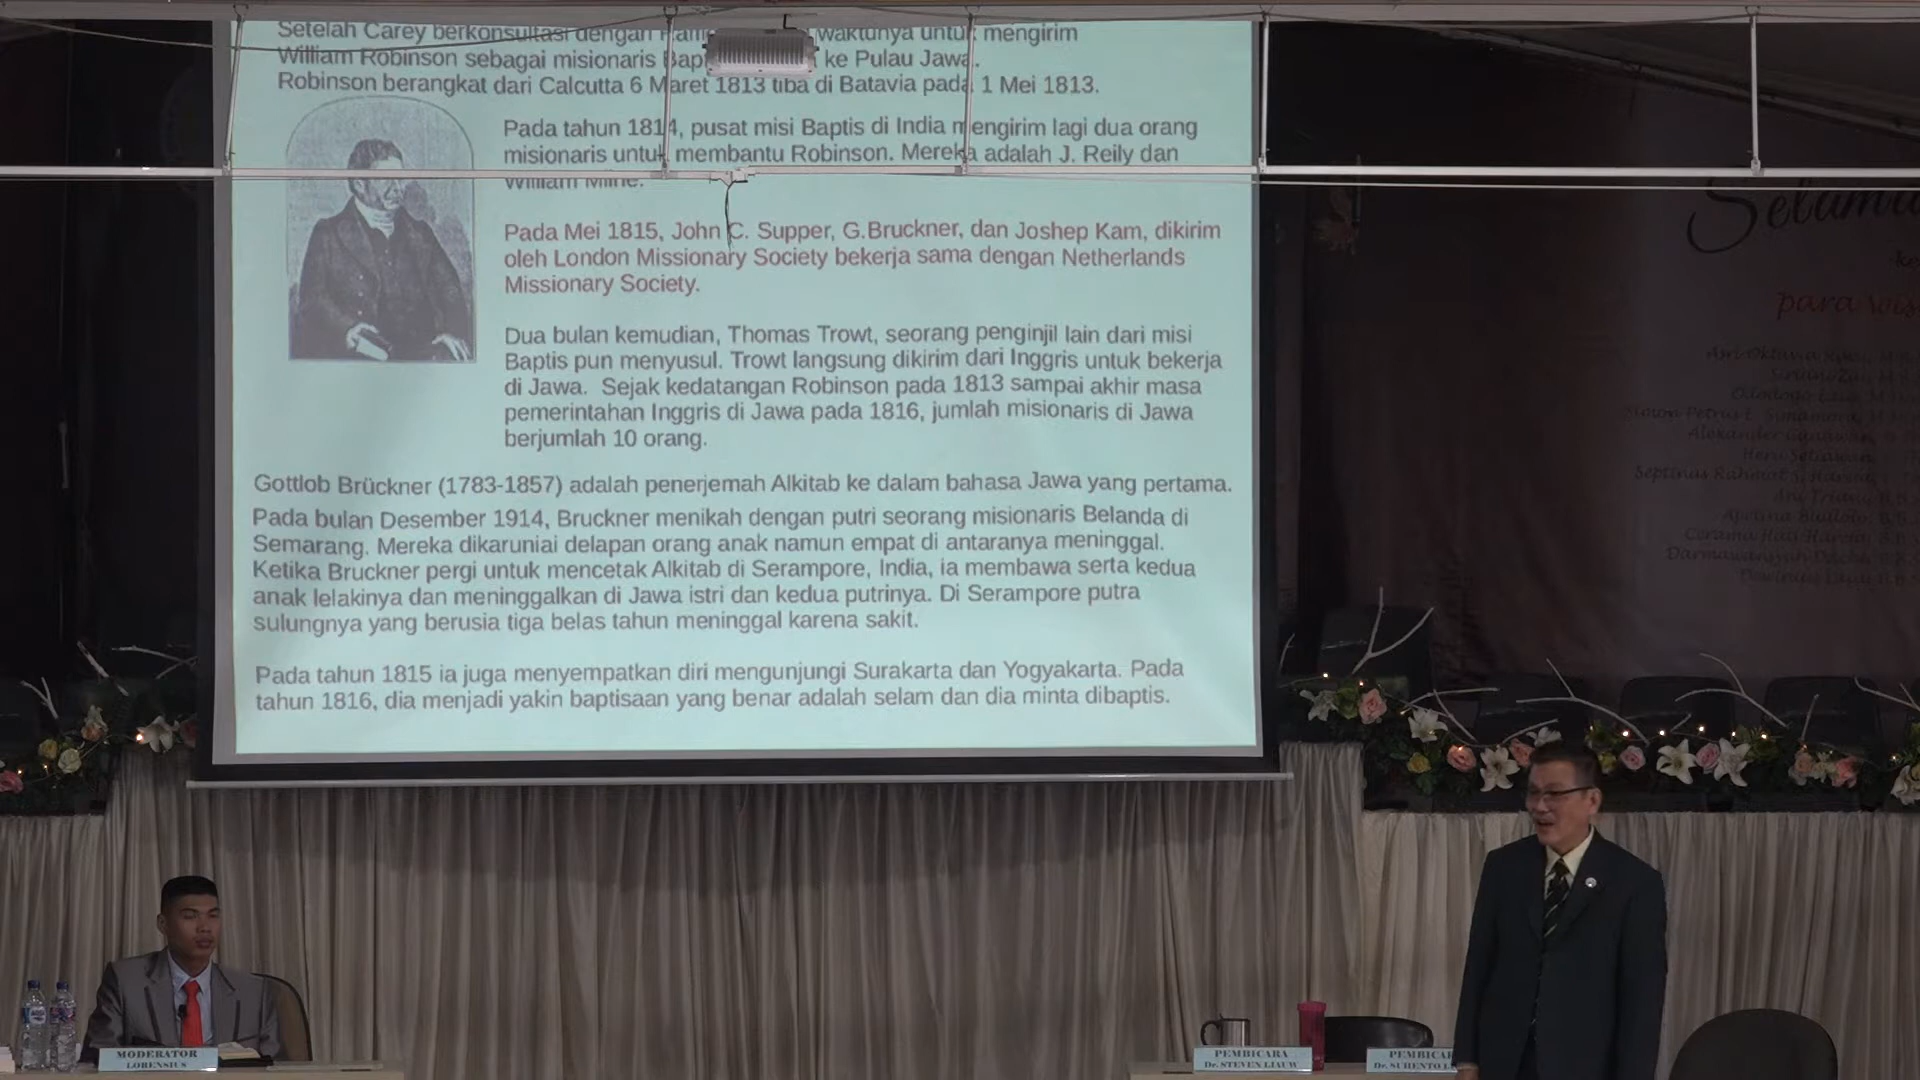 Setelah Carey berkonsultasi dengan waktunya untuk mengirim
William Robinson sebagai misionaris ke Pulau Jawa.
Robinson berangkat dari Calcutta 6 Maret 1813 tiba di Batavia pada 1 Mei 1813.
Pada tahun 1814, pusat misi Baptis di India mengirim lagi dua orang
misionaris untuk membantu Robinson. Mereka adalah J. Reily dan
William Milne.
Pada Mei 1815, John C. Supper, G.Bruckner, dan Joshep Kam, dikirim
oleh London Missionary Society bekerja sama dengan Netherlands
Missionary Society.
Dua bulan kemudian, Thomas Trowt, seorang penginjil lain dari misi
Baptis pun menyusul. Trowt langsung dikirim dari Inggris untuk bekerja
di Jawa. Sejak kedatangan Robinson pada 1813 sampai akhir masa
pemerintahan Inggris di Jawa pada 1816, jumlah misionaris di Jawa
berjumlah 10 orang.
Gottlob Brückner (1783-1857) adalah penerjemah Alkitab ke dalam bahasa Jawa yang pertama.
Pada bulan Desember 1914, Bruckner menikah dengan putri seorang misionaris Belanda di
Semarang. Mereka dikaruniai delapan orang anak namun empat di antaranya meninggal.
Ketika Bruckner pergi untuk mencetak Alkitab di Serampore, India, ia membawa serta kedua
anak lelakinya dan meninggalkan di Jawa istri dan kedua putrinya. Di Serampore putra
sulungnya yang berusia tiga belas tahun meninggal karena sakit.
Pada tahun 1815 ia juga menyempatkan diri mengunjungi Surakarta dan Yogyakarta. Pada
tahun 1816, dia menjadi yakin baptisaan yang benar adalah selam dan dia minta dibaptis.
para
MODERATOR
LORENSIUS
PEMBICARA
Dr. STEVEN LIAUW
PEMBICAR
Dr. SUHENTO L